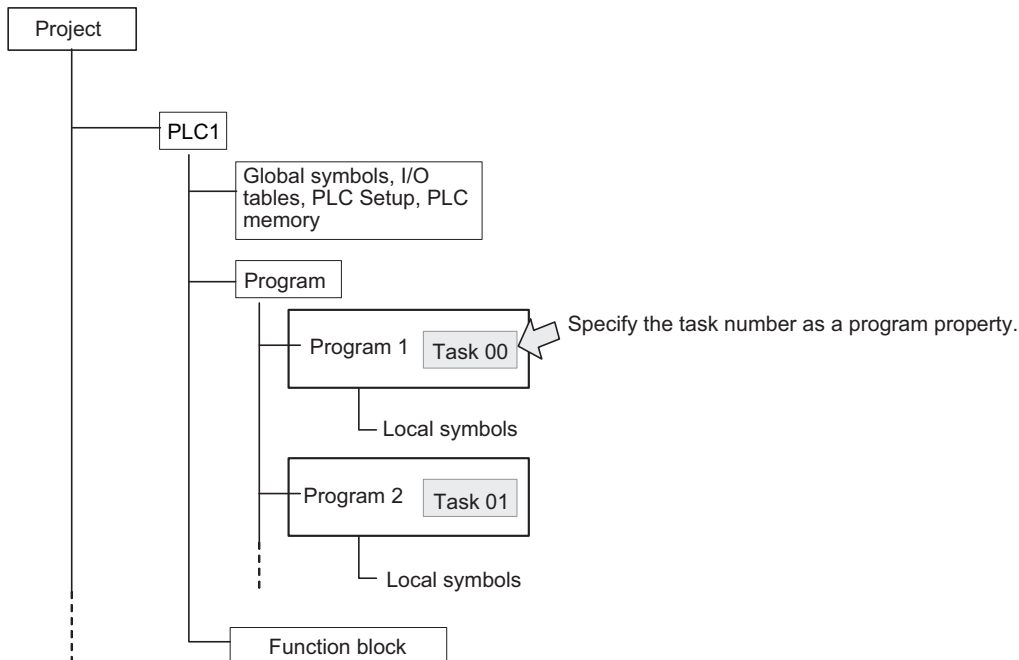 Project
PLC1
Global symbols, I/O
tables, PLC Setup, PLC
memory
Program
Program 1
Task 00
Specify the task number as a program property.
Local symbols
Program 2
Task 01
Local symbols
Function block